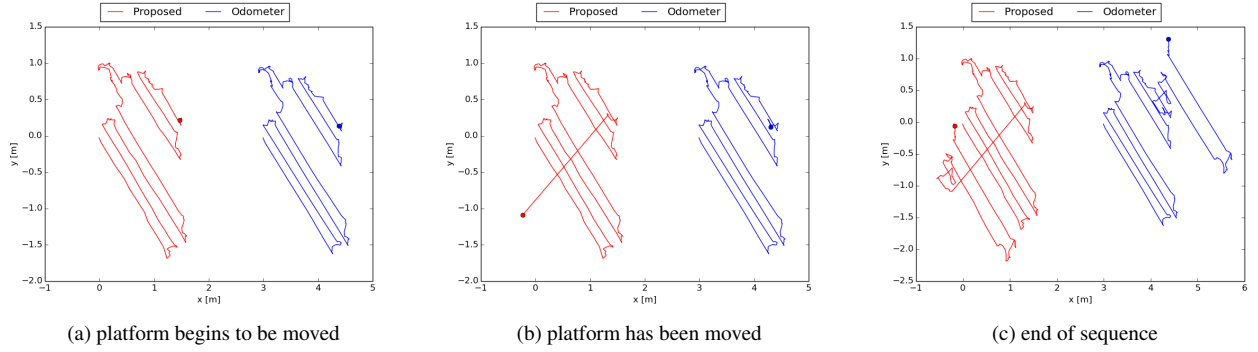 Proposed Odometer
1.5
1.0
0.5
0.0
−0.5
−1.0
−1.5
−2.0
y [m]
−1 0 1 2 3 4 5
x [m]
(a) platform begins to be moved
Proposed Odometer
1.5
1.0
0.5
0.0
−0.5
−1.0
−1.5
−2.0
y [m]
−1 0 1 2 3 4 5
x [m]
(b) platform has been moved
Proposed Odometer
1.5
1.0
0.5
0.0
−0.5
−1.0
−1.5
−2.0
−2.5
y [m]
−1 0 1 2 3 4 5 6
x [m]
(c) end of sequence